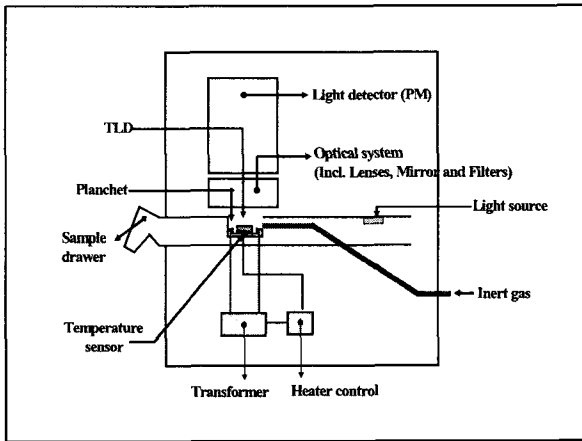 Light detector (PM)
TLD
Optical system
(Incl. Lenses, Mirror and Filters)
Planchet
Light source
Sample
drawer
Inert gas
Temperature
sensor
Transformer
Heater control